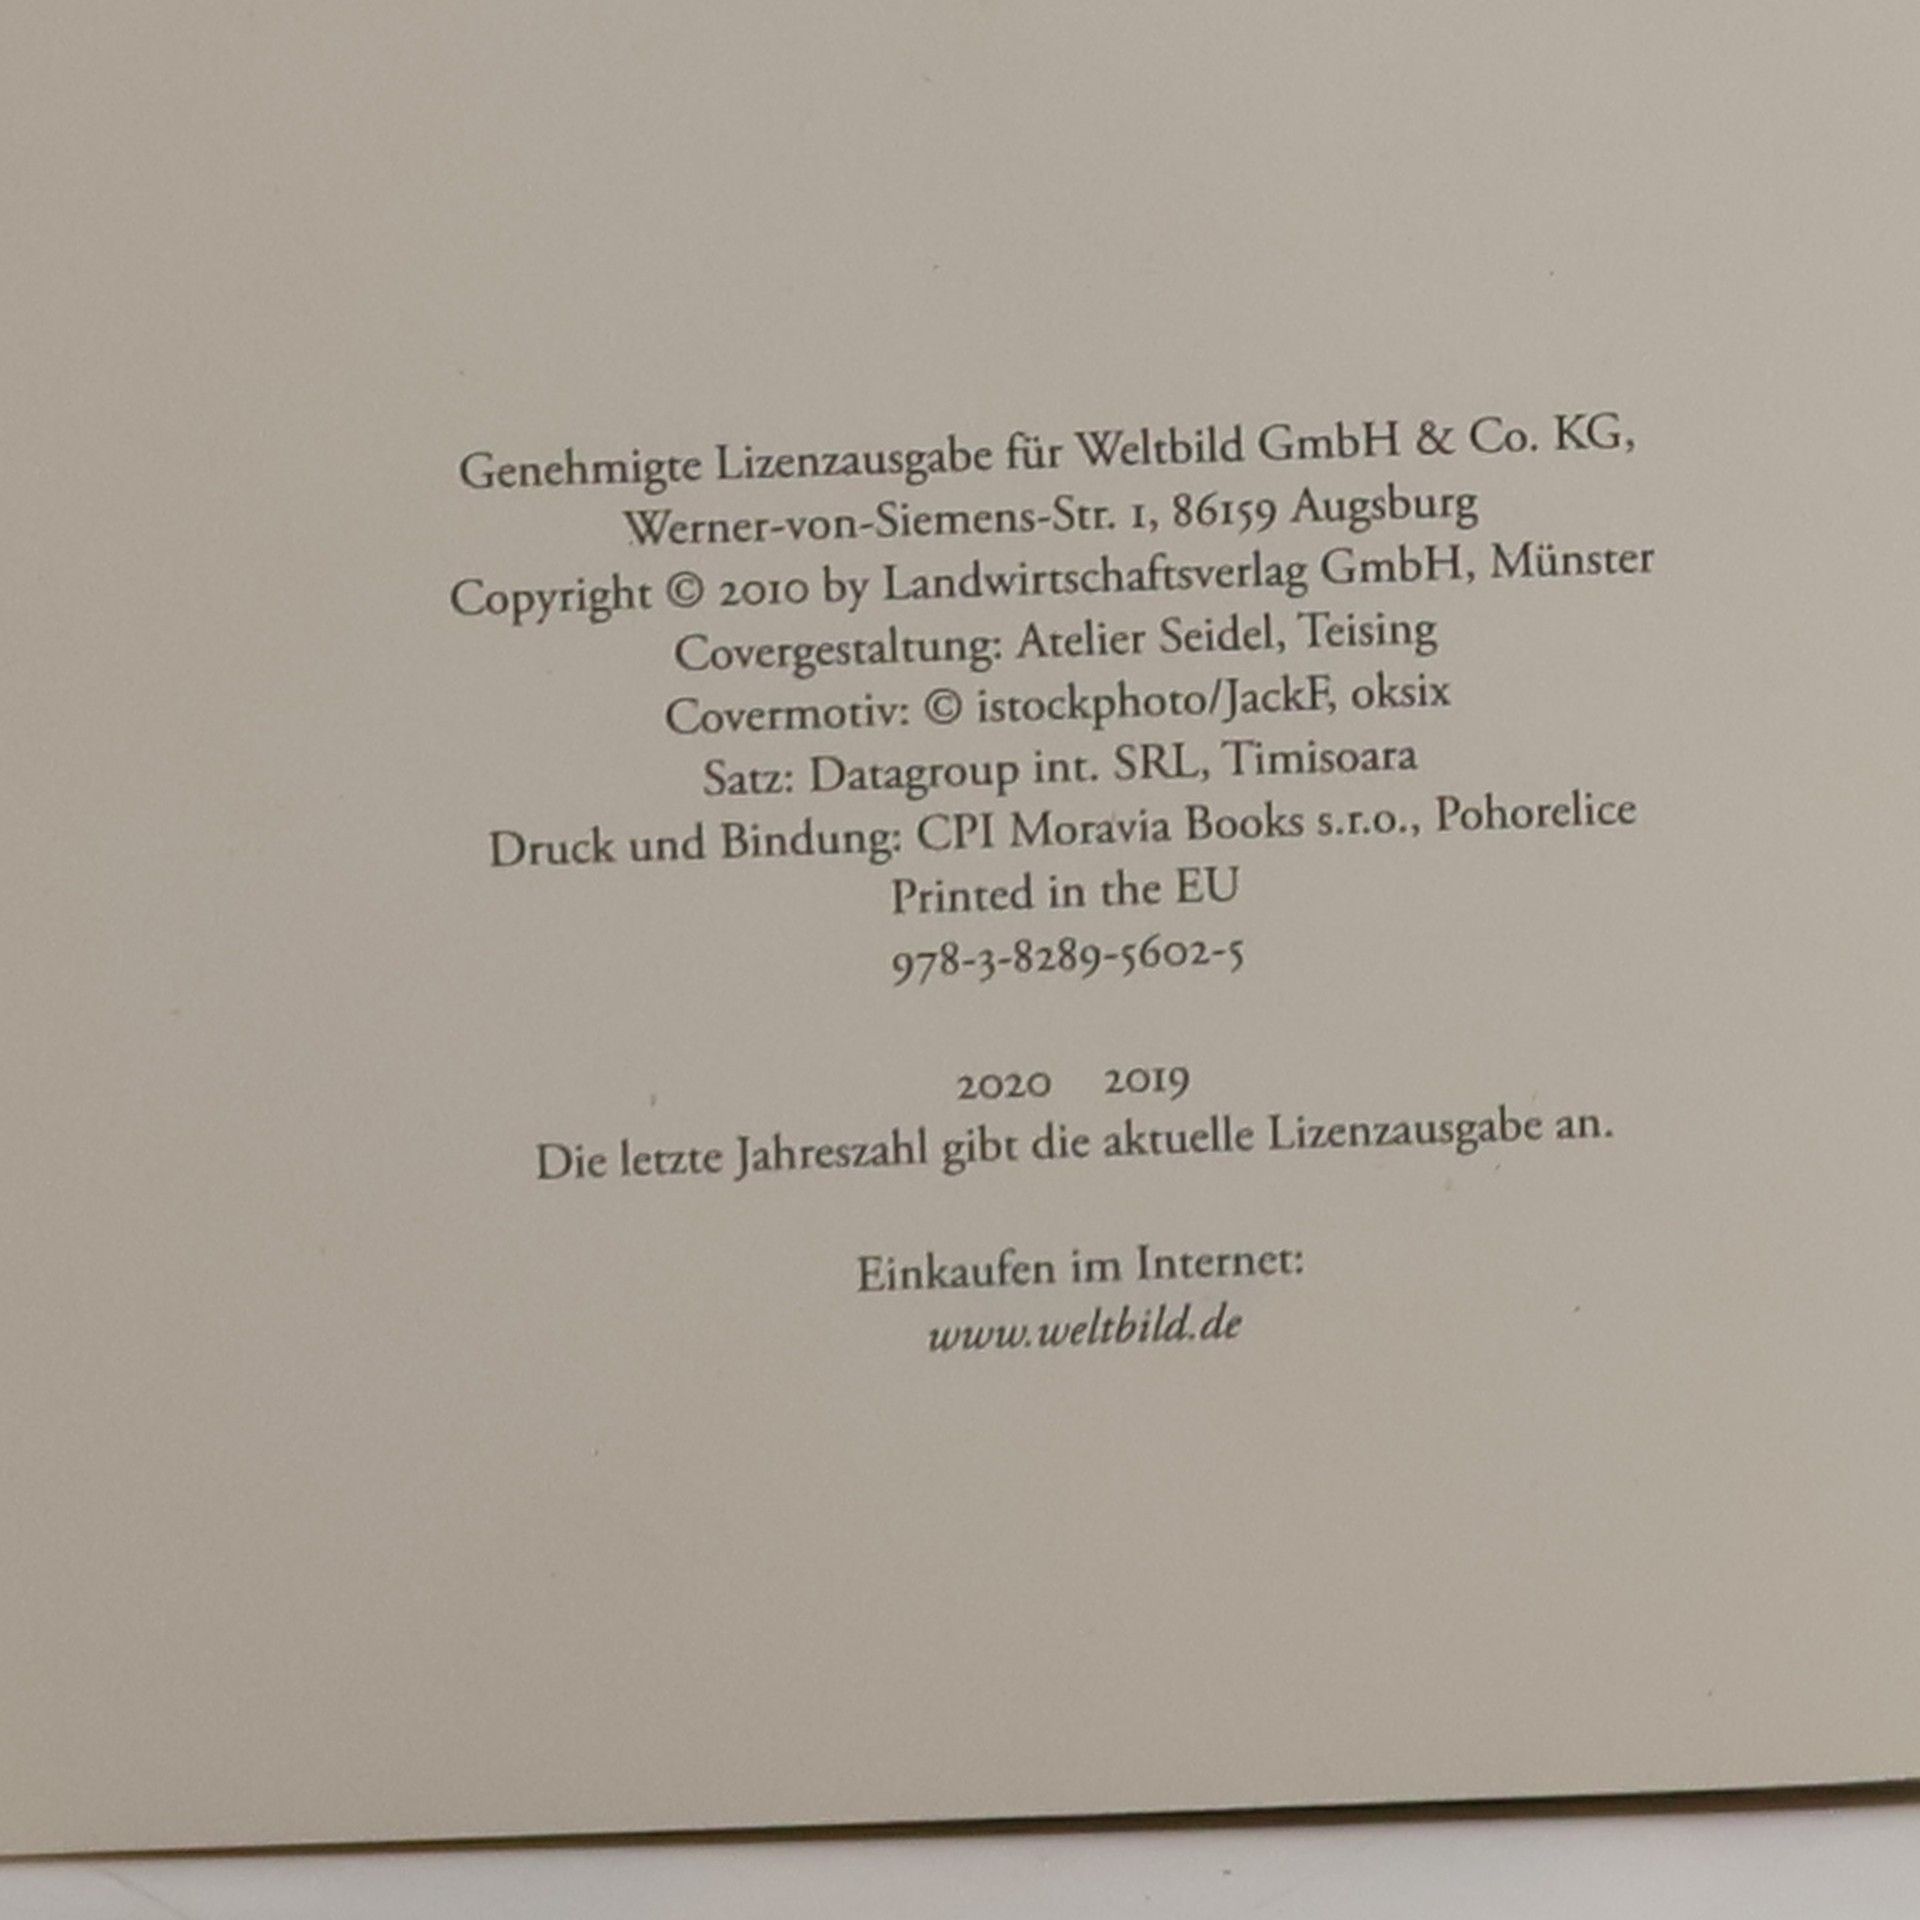 Genehmigte Lizenzausgabe für Weltbild GmbH & Co. KG,
Werner-von-Siemens-Str. 1, 86159 Augsburg
Copyright © 2010 by Landwirtschaftsverlag GmbH, Münster
Covergestaltung: Atelier Seidel, Teising
Covermotiv: © istockphoto/JackF, oksix
Satz: Datagroup int. SRL, Timisoara
Druck und Bindung: CPI Moravia Books s.r.o., Pohorelice
Printed in the EU
978-3-8289-5602-5
2020 2019
Die letzte Jahreszahl gibt die aktuelle Lizenzausgabe an.
Einkaufen im Internet:
www.weltbild.de